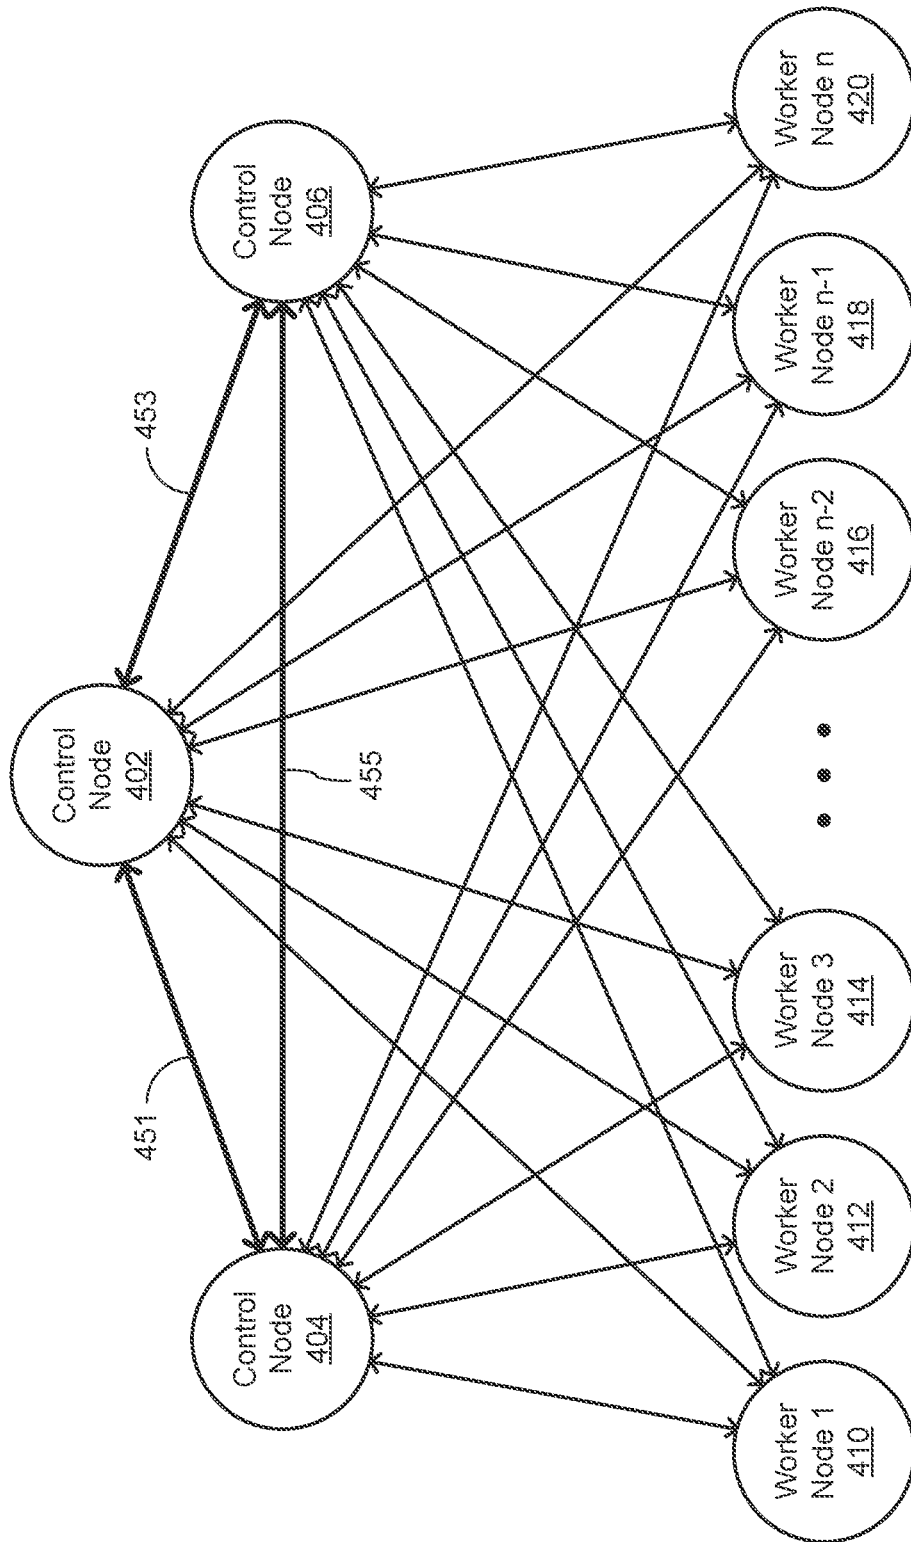 Control
Node
402
451
453
Control
Node
404
455
Control
Node
406
Worker
Node 1
410
Worker
Node 2
412
Worker
Node 3
414
Worker
Node n-2
416
Worker
Node n-1
418
Worker
Node n
420